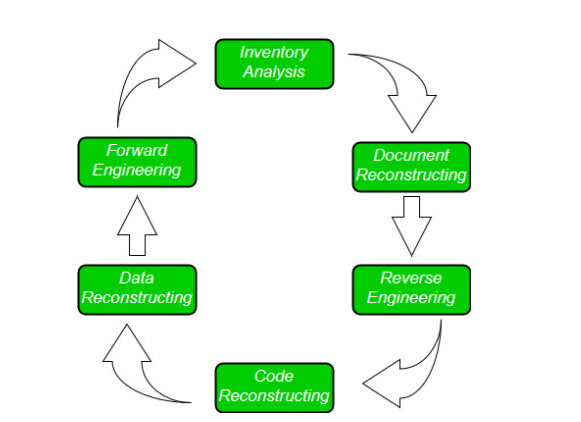 Inventory
Analysis
Document
Reconstructing
Reverse
Engineering
Code
Reconstructing
Data
Reconstructing
Forward
Engineering